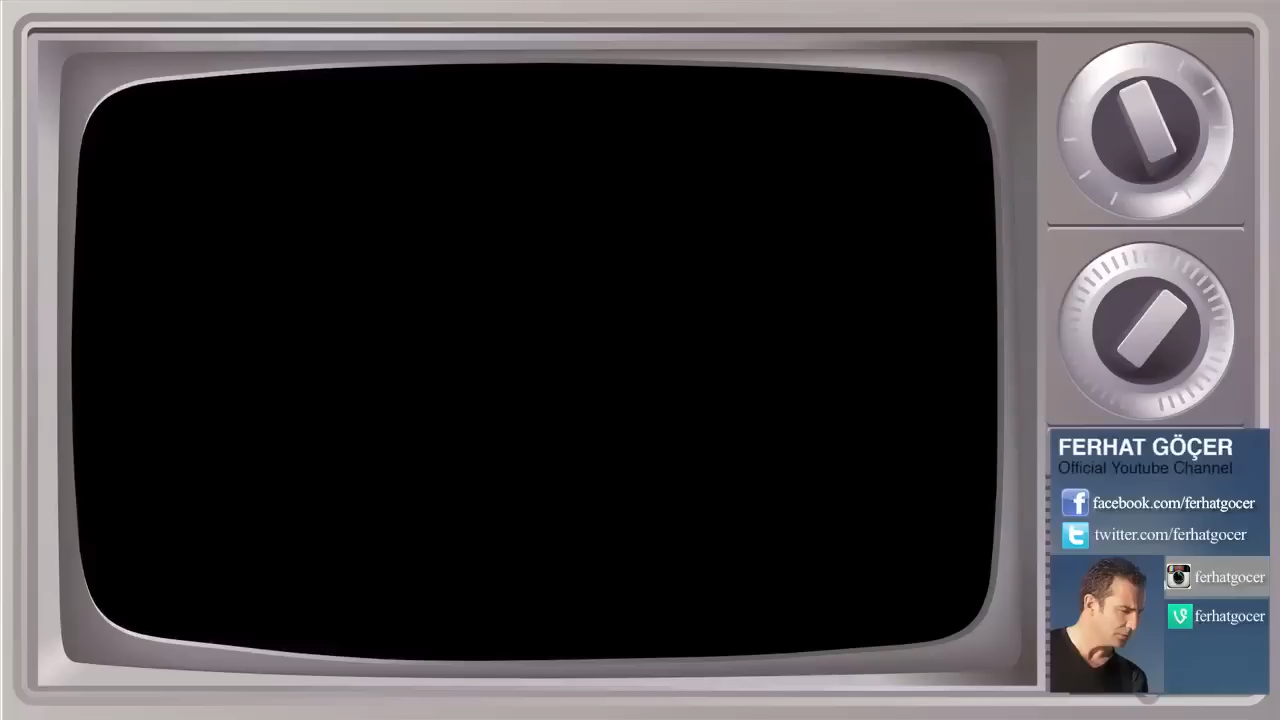 FERHAT GÖÇER
Official Youtube Channel
facebook.com/ferhatgocer
twitter.com/ferhatgocer
ferhatgocer
ferhatgocer